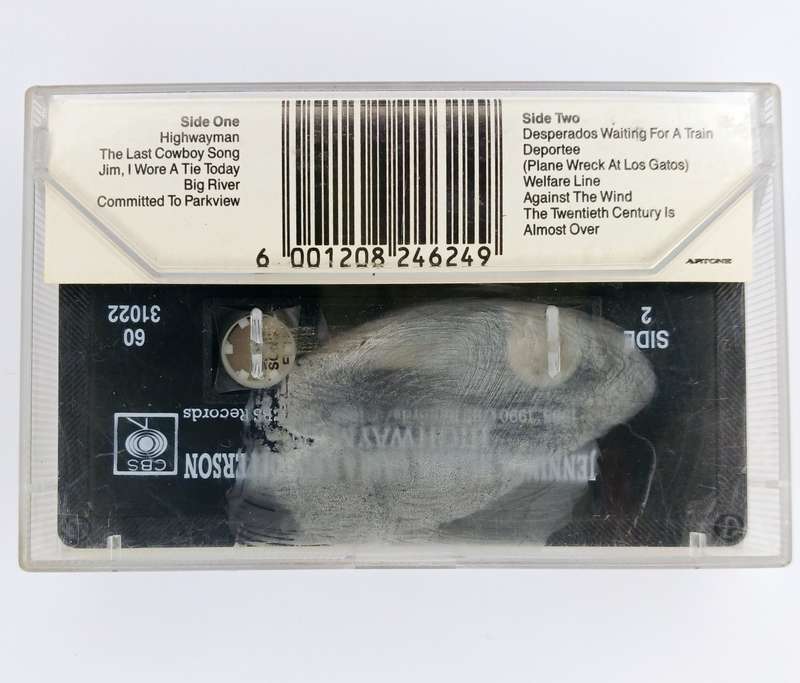 Side One
Highwayman
The Last Cowboy Song
Jim, I Wore A Tie Today
Big River
Committed To Parkview
Side Two
Desperados Waiting For A Train
Deportee
(Plane Wreck At Los Gatos)
Welfare Line
Against The Wind
The Twentieth Century Is
Almost Over
6 001208 246249
ARTONE
60
31022
SIDE
2
CBS
Records